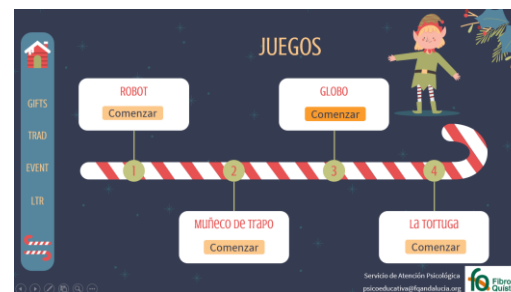 JUEGOS
GIFTS
TRAD
EVENT
LTR
ROBOT
Comenzar
GLOBO
Comenzar
1
2
3
4
Muñeco de trapo
Comenzar
La tortuga
Comenzar
Servicio de Atención Psicológica
psicoeducativa@fqandalucia.org
fQ Fibro
Quíst